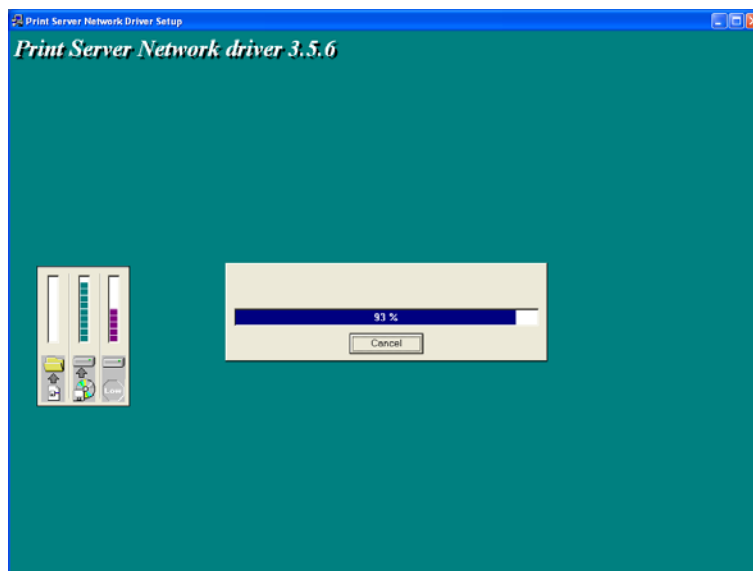 Print Server Network Driver Setup
Print Server Network driver 3.5.6
93 %
Cancel
Low